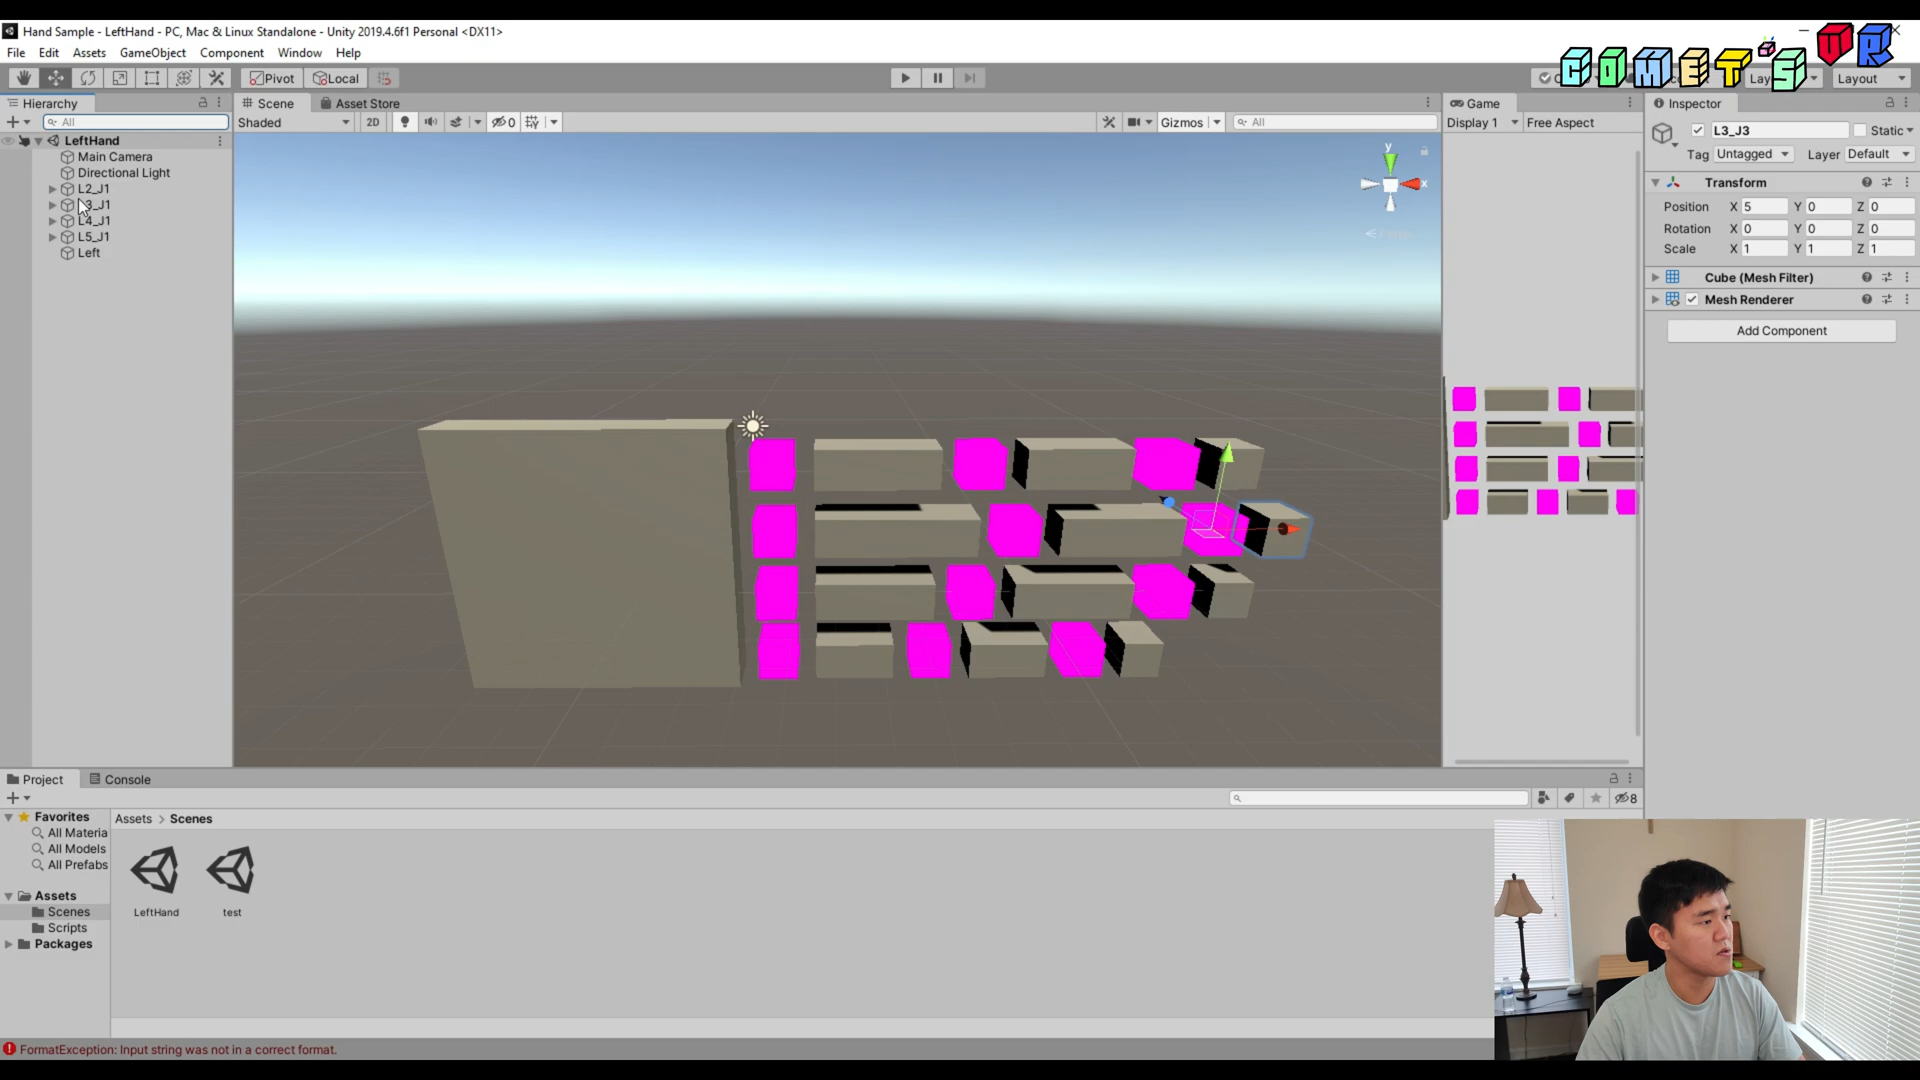 Hand Sample - LeftHand - PC, Mac & Linux Standalone - Unity 2019.4.6f1 Personal <DX11>
File Edit Assets GameObject Component Window Help
COMET'S VR
Pivot Local Layout
Hierarchy
All
LeftHand
Main Camera
Directional Light
L2_J1
L4_J1
L5_J1
Left
Scene Asset Store
Shaded 2D 0 Gizmos All
y
x
Game
Display 1 Free Aspect
Inspector
L3_J3 Static
Tag Untagged Layer Default
Transform
Position X 5 Y 0 Z 0
Rotation X 0 Y 0 Z 0
Scale X 1 Y 1 Z 1
Cube (Mesh Filter)
Mesh Renderer
Add Component
Project Console
8
Favorites
All Materia
All Models
All Prefabs
Assets
Scenes
Scripts
Packages
Assets > Scenes
LeftHand test
FormatException: Input string was not in a correct format.